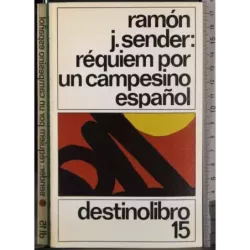 ramón
j. sender:
réquiem por
un campesino
español
destinolibro
15